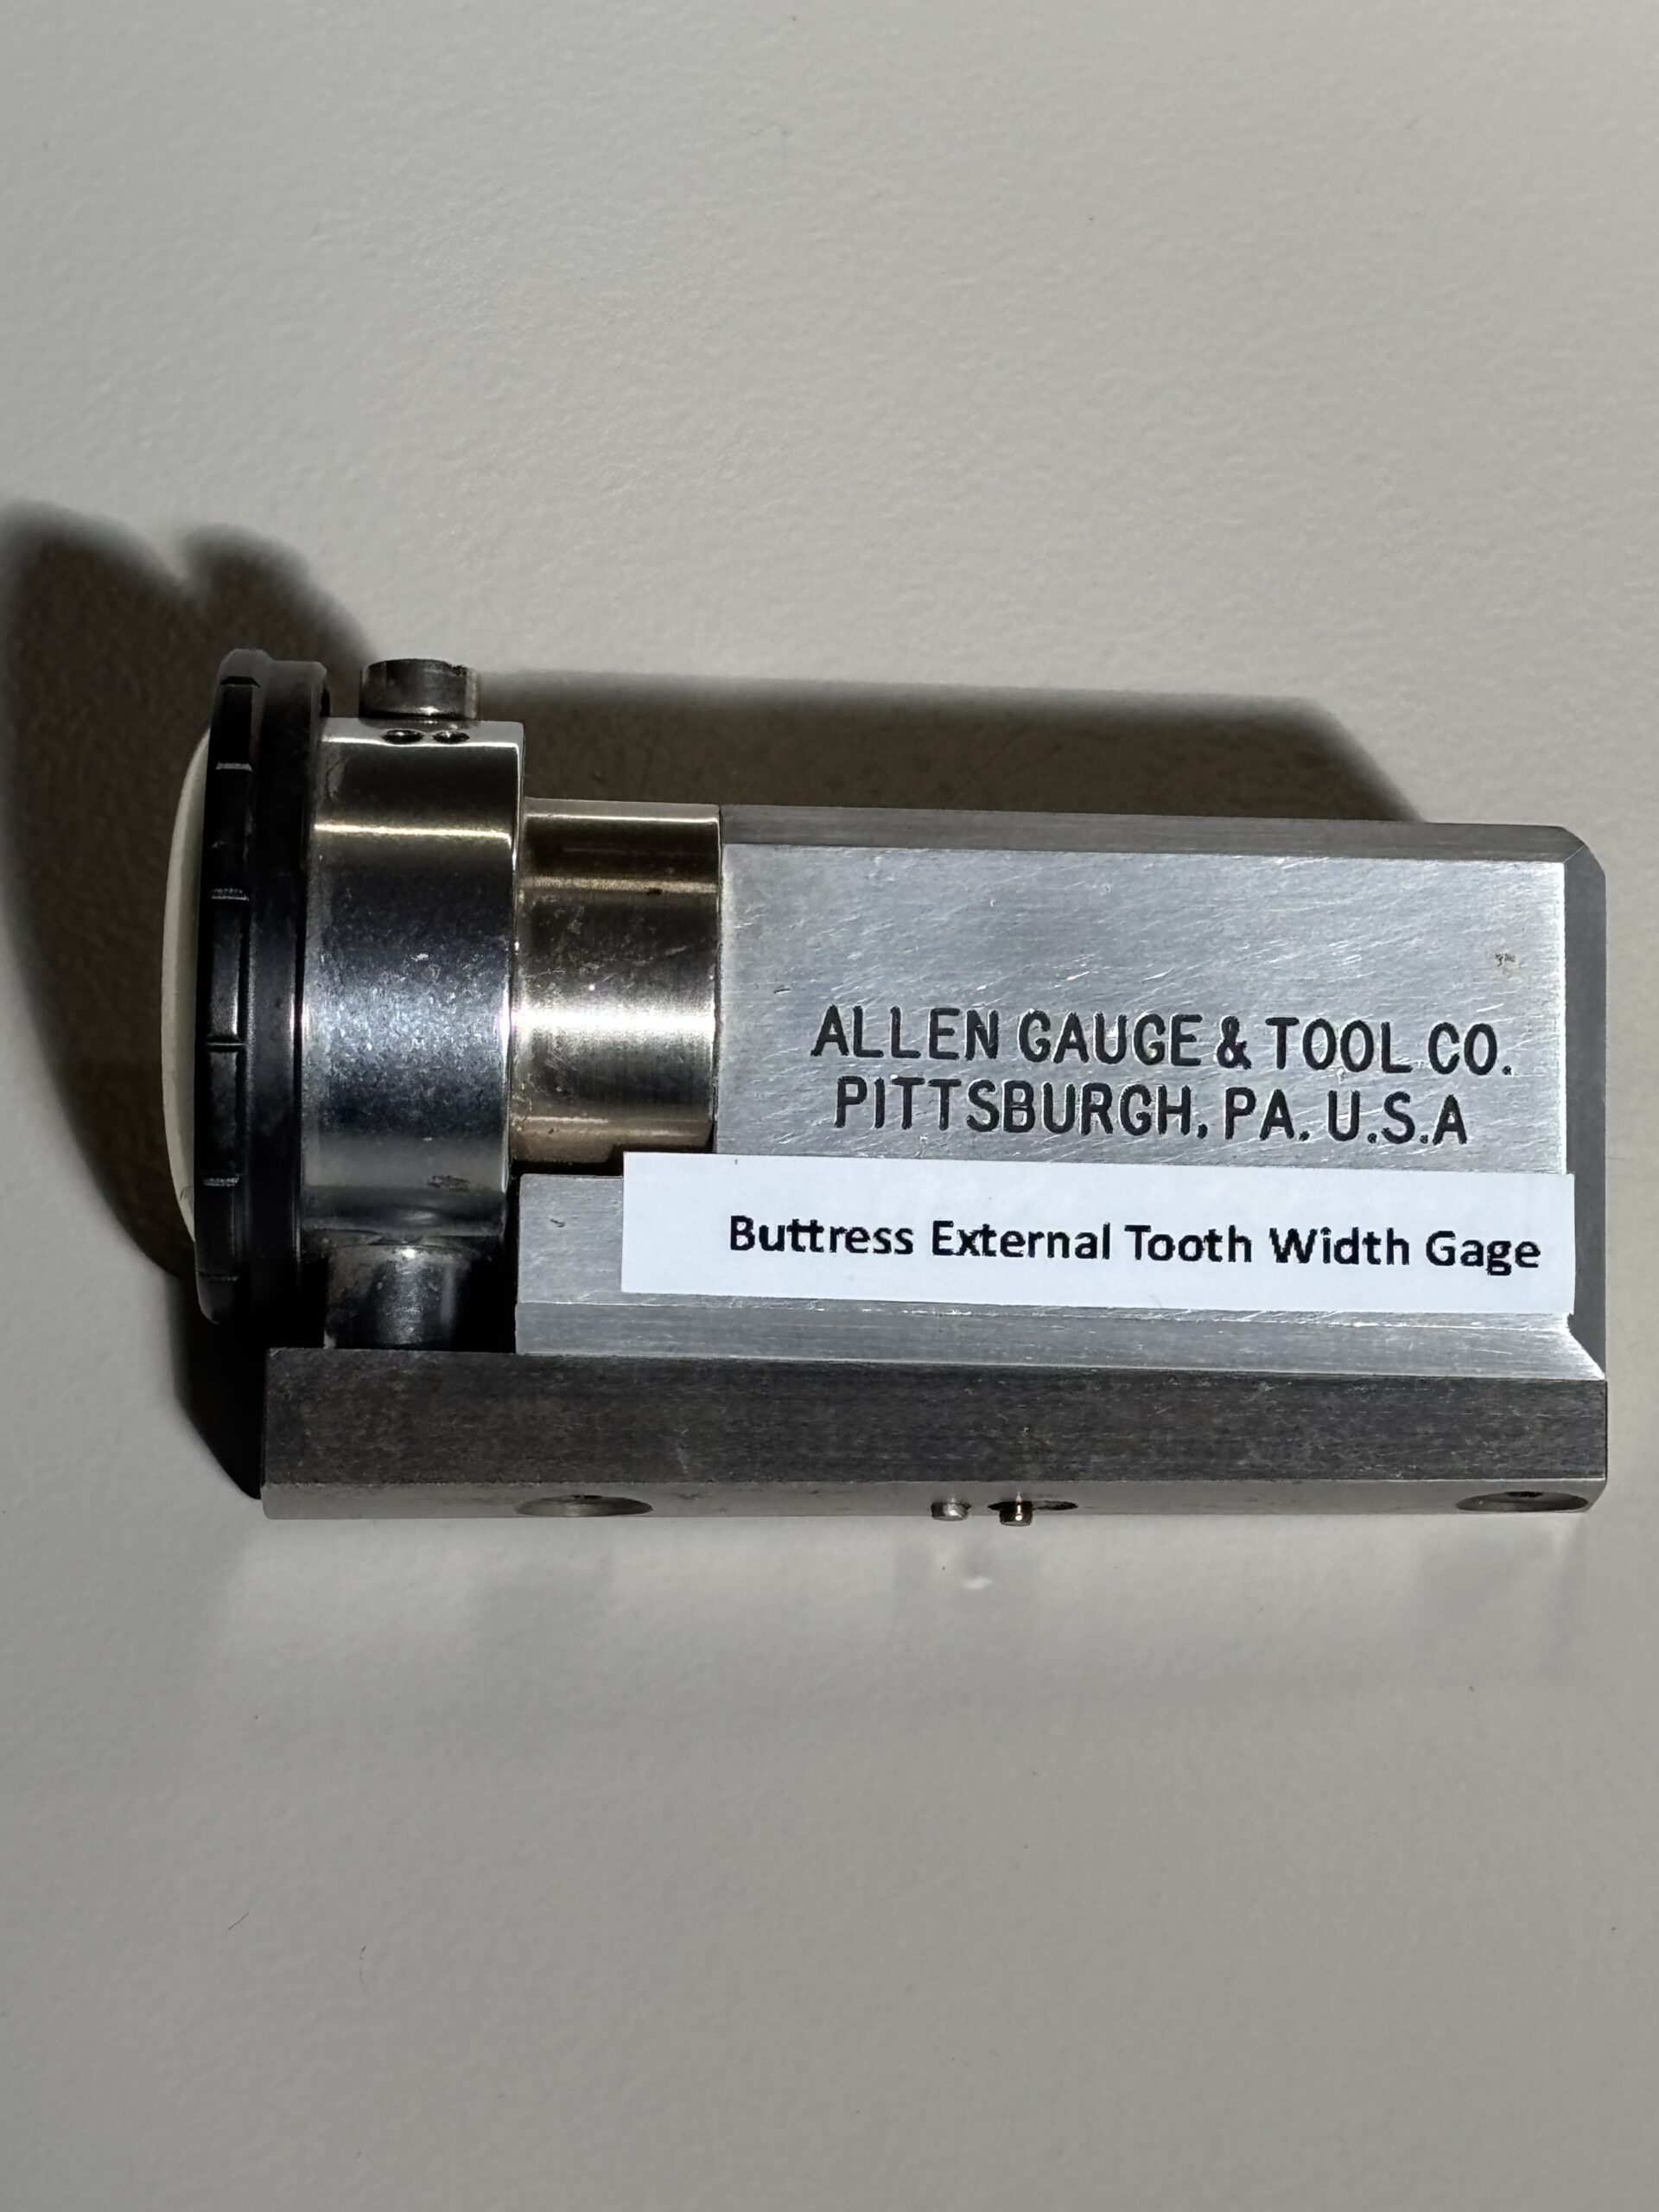 ALLEN GAUGE & TOOL CO.
PITTSBURGH, PA. U.S.A
Buttress External Tooth Width Gage